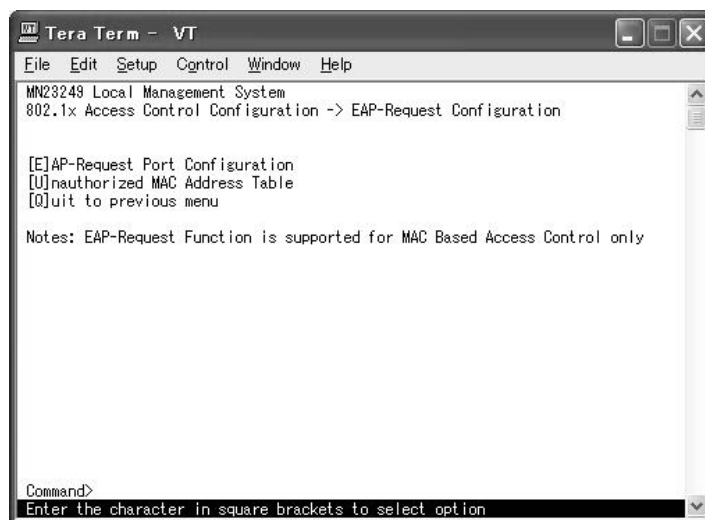 Tera Term - VT
File Edit Setup Control Window Help
MN23249 Local Management System
802.1x Access Control Configuration -> EAP-Request Configuration
[E]AP-Request Port Configuration
[U]nauthorized MAC Address Table
[Q]uit to previous menu
Notes: EAP-Request Function is supported for MAC Based Access Control only
Command>
Enter the character in square brackets to select option